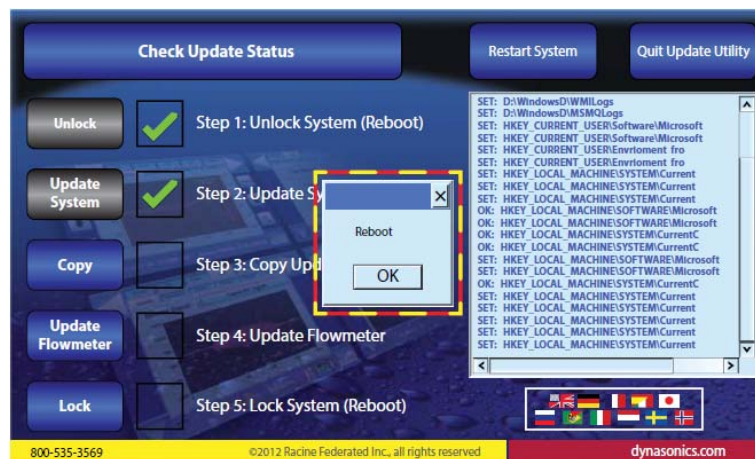 Check Update Status
Restart System
Quit Update Utility
Unlock
Step 1: Unlock System (Reboot)
Update
System
Step 2: Update Sy
Copy
Step 3: Copy Upd
Update
Flowmeter
Step 4: Update Flowmeter
Lock
Step 5: Lock System (Reboot)
Reboot
OK
SET: D:\WindowsD\WMILogs
SET: D:\WindowsD\MSMQLogs
SET: HKEY_CURRENT_USER\Software\Microsoft
SET: HKEY_CURRENT_USER\Software\Microsoft
SET: HKEY_CURRENT_USER\Envrioment fro
SET: HKEY_CURRENT_USER\Envrioment fro
SET: HKEY_LOCAL_MACHINE\SYSTEM\Current
SET: HKEY_LOCAL_MACHINE\SYSTEM\Current
SET: HKEY_LOCAL_MACHINE\SYSTEM\Current
OK: HKEY_LOCAL_MACHINE\SOFTWARE\Microsoft
OK: HKEY_LOCAL_MACHINE\SOFTWARE\Microsoft
OK: HKEY_LOCAL_MACHINE\SYSTEM\CurrentC
OK: HKEY_LOCAL_MACHINE\SYSTEM\CurrentC
SET: HKEY_LOCAL_MACHINE\SOFTWARE\Microsoft
SET: HKEY_LOCAL_MACHINE\SOFTWARE\Microsoft
OK: HKEY_LOCAL_MACHINE\SYSTEM\CurrentC
SET: HKEY_LOCAL_MACHINE\SYSTEM\Current
SET: HKEY_LOCAL_MACHINE\SYSTEM\Current
SET: HKEY_LOCAL_MACHINE\SYSTEM\Current
SET: HKEY_LOCAL_MACHINE\SYSTEM\Current
SET: HKEY_LOCAL_MACHINE\SYSTEM\Current
800-535-3569
©2012 Racine Federated Inc., all rights reserved
dynasonics.com